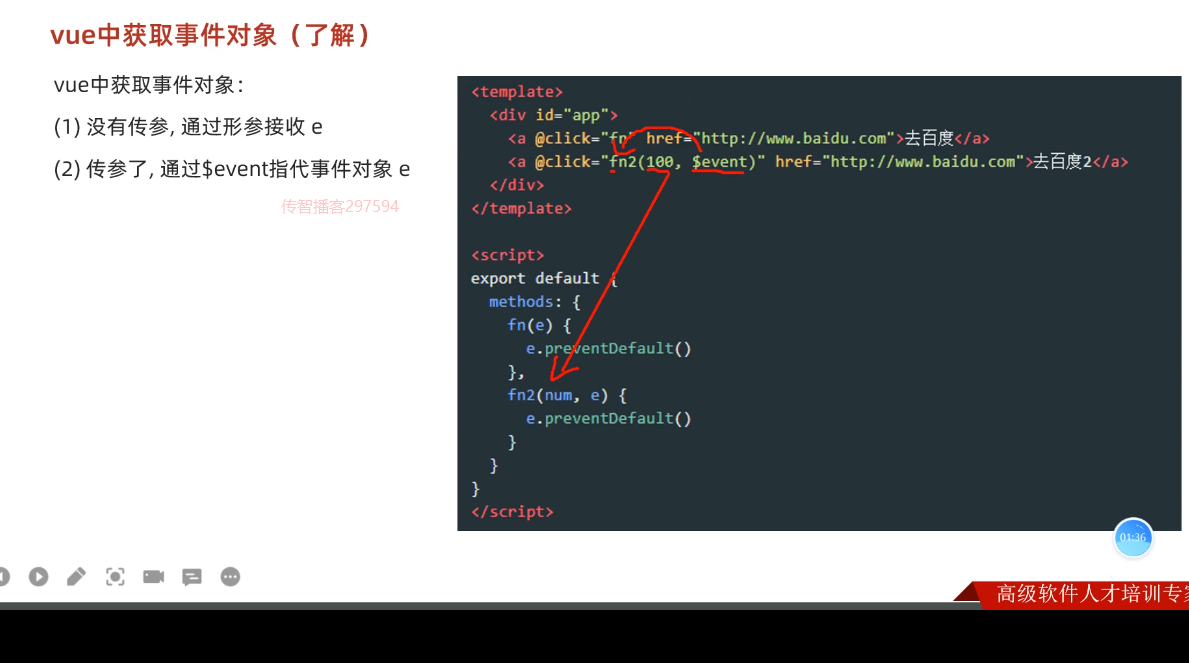 vue中获取事件对象（了解）
vue中获取事件对象：
(1) 没有传参, 通过形参接收 e
(2) 传参了, 通过$event指代事件对象 e
传智播客297594
<template>
<div id="app">
<a @click="fn" href="http://www.baidu.com">去百度</a>
<a @click="fn2(100, $event)" href="http://www.baidu.com">去百度2</a>
</div>
</template>
<script>
export default {
methods: {
fn(e) {
e.preventDefault()
},
fn2(num, e) {
e.preventDefault()
}
}
}
</script>
01:36
高级软件人才培训专家